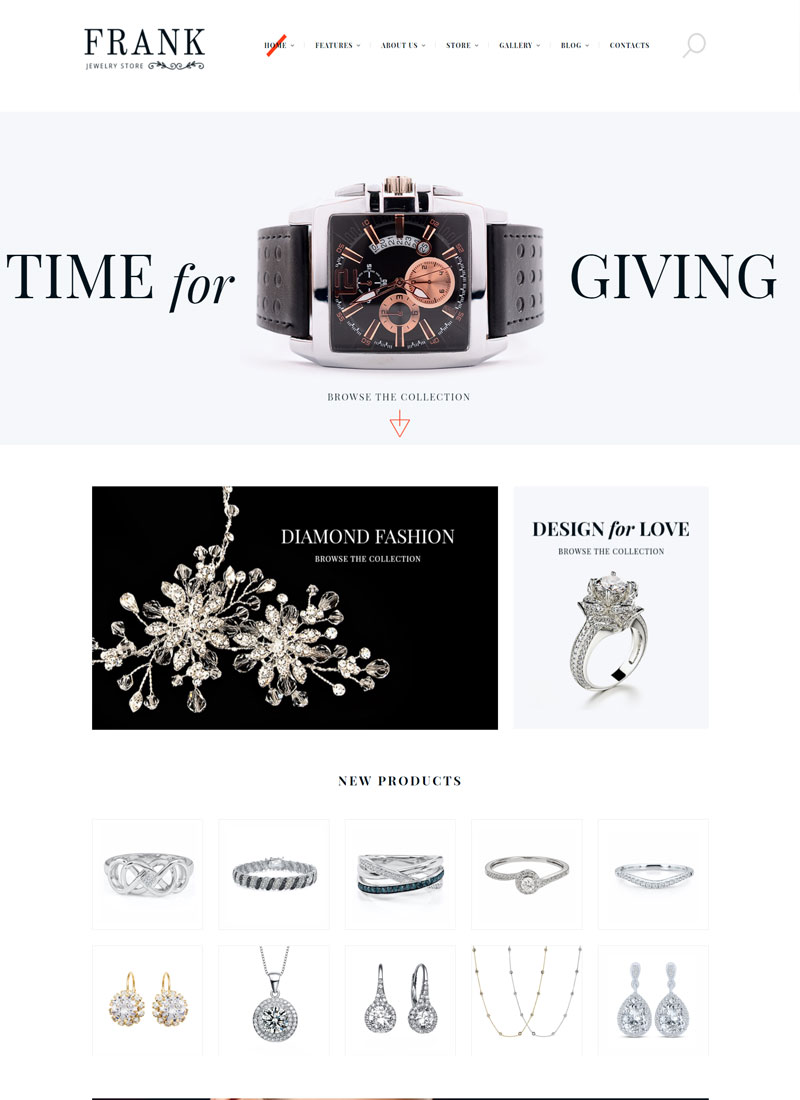 FRANK
JEWELRY STORE
HOME
FEATURES
ABOUT US
STORE
GALLERY
BLOG
CONTACTS
TIME for GIVING
BROWSE THE COLLECTION
DIAMOND FASHION
BROWSE THE COLLECTION
DESIGN for LOVE
BROWSE THE COLLECTION
NEW PRODUCTS